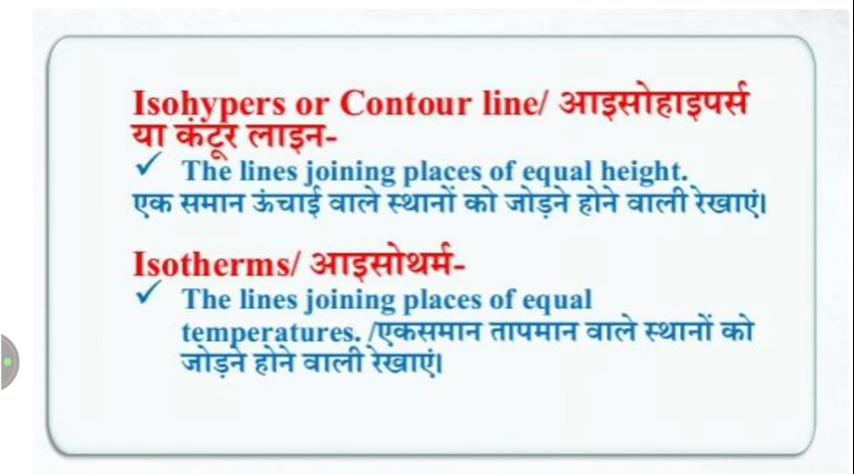 Isohypers or Contour line/ आइसोहाइपर्स
या कंटूर लाइन-
✓ The lines joining places of equal height.
एक समान ऊंचाई वाले स्थानों को जोड़ने होने वाली रेखाएं।
Isotherms/ आइसोथर्म-
✓ The lines joining places of equal
temperatures. /एकसमान तापमान वाले स्थानों को
जोड़ने होने वाली रेखाएं।